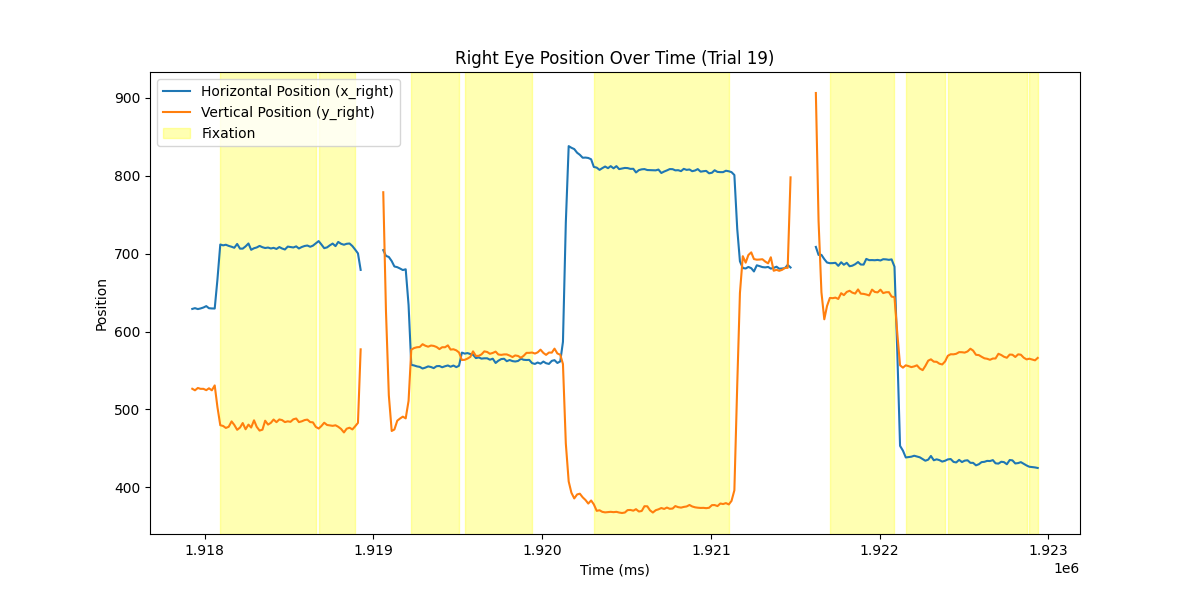 Right Eye Position Over Time (Trial 19)
Horizontal Position (x_right)
Vertical Position (y_right)
Fixation
900
800
700
600
500
400
Position
1.918
1.919
1.920
1.921
1.922
1.923
1e6
Time (ms)